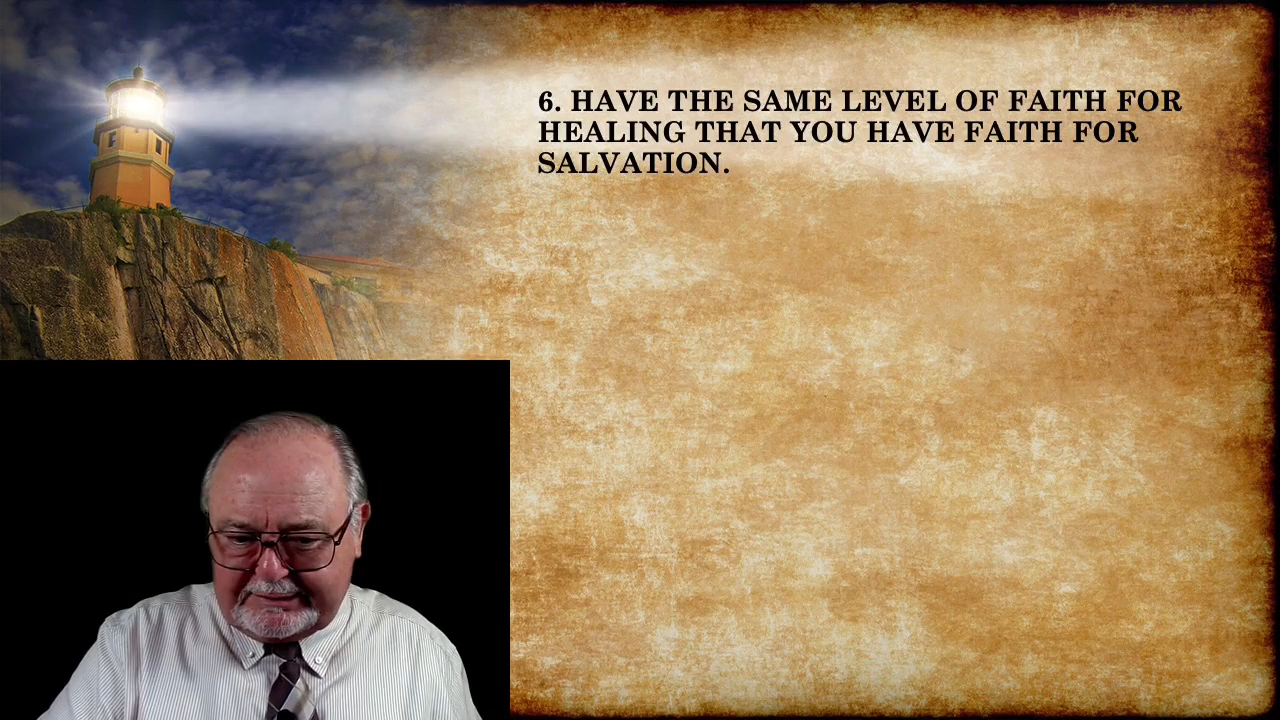 6. HAVE THE SAME LEVEL OF FAITH FOR
HEALING THAT YOU HAVE FAITH FOR
SALVATION.